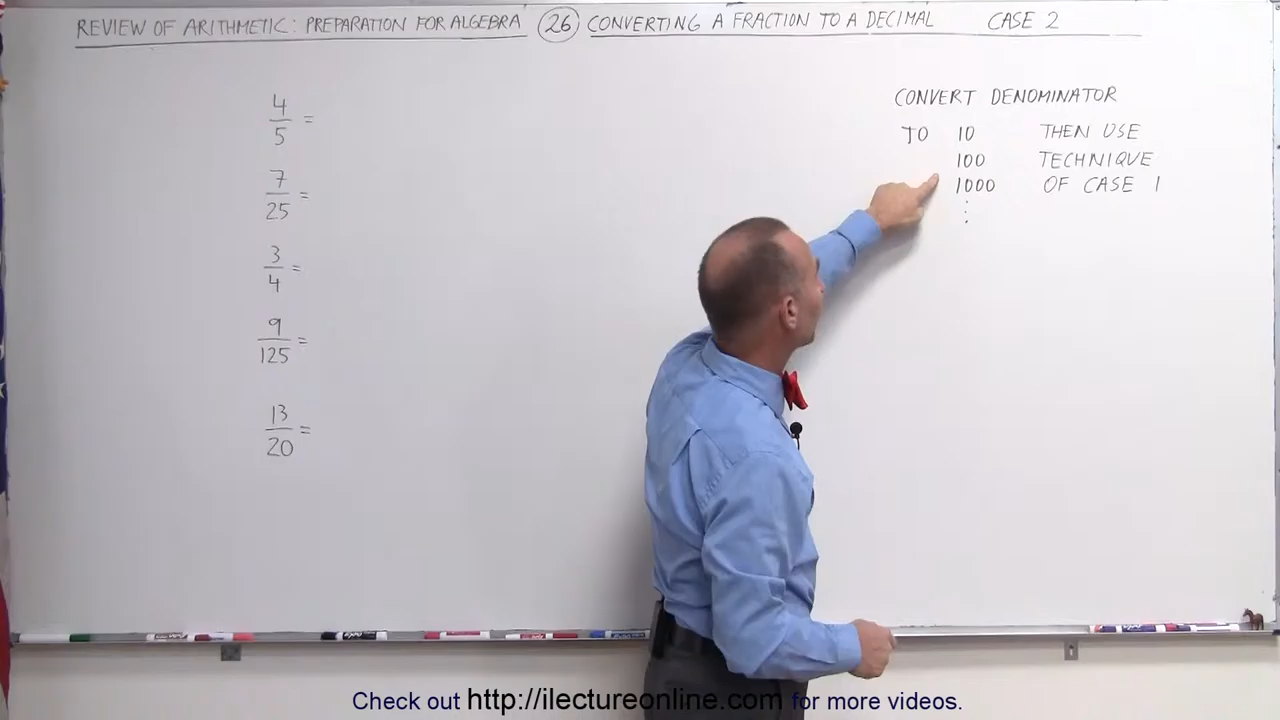 REVIEW OF ARITHMETIC: PREPARATION FOR ALGEBRA 26 CONVERTING A FRACTION TO A DECIMAL CASE 2
4/5 =
7/25 =
3/4 =
9/125 =
13/20 =
CONVERT DENOMINATOR
TO 10 THEN USE
100 TECHNIQUE
1000 OF CASE 1
⋮
Check out http://ilectureonline.com for more videos.